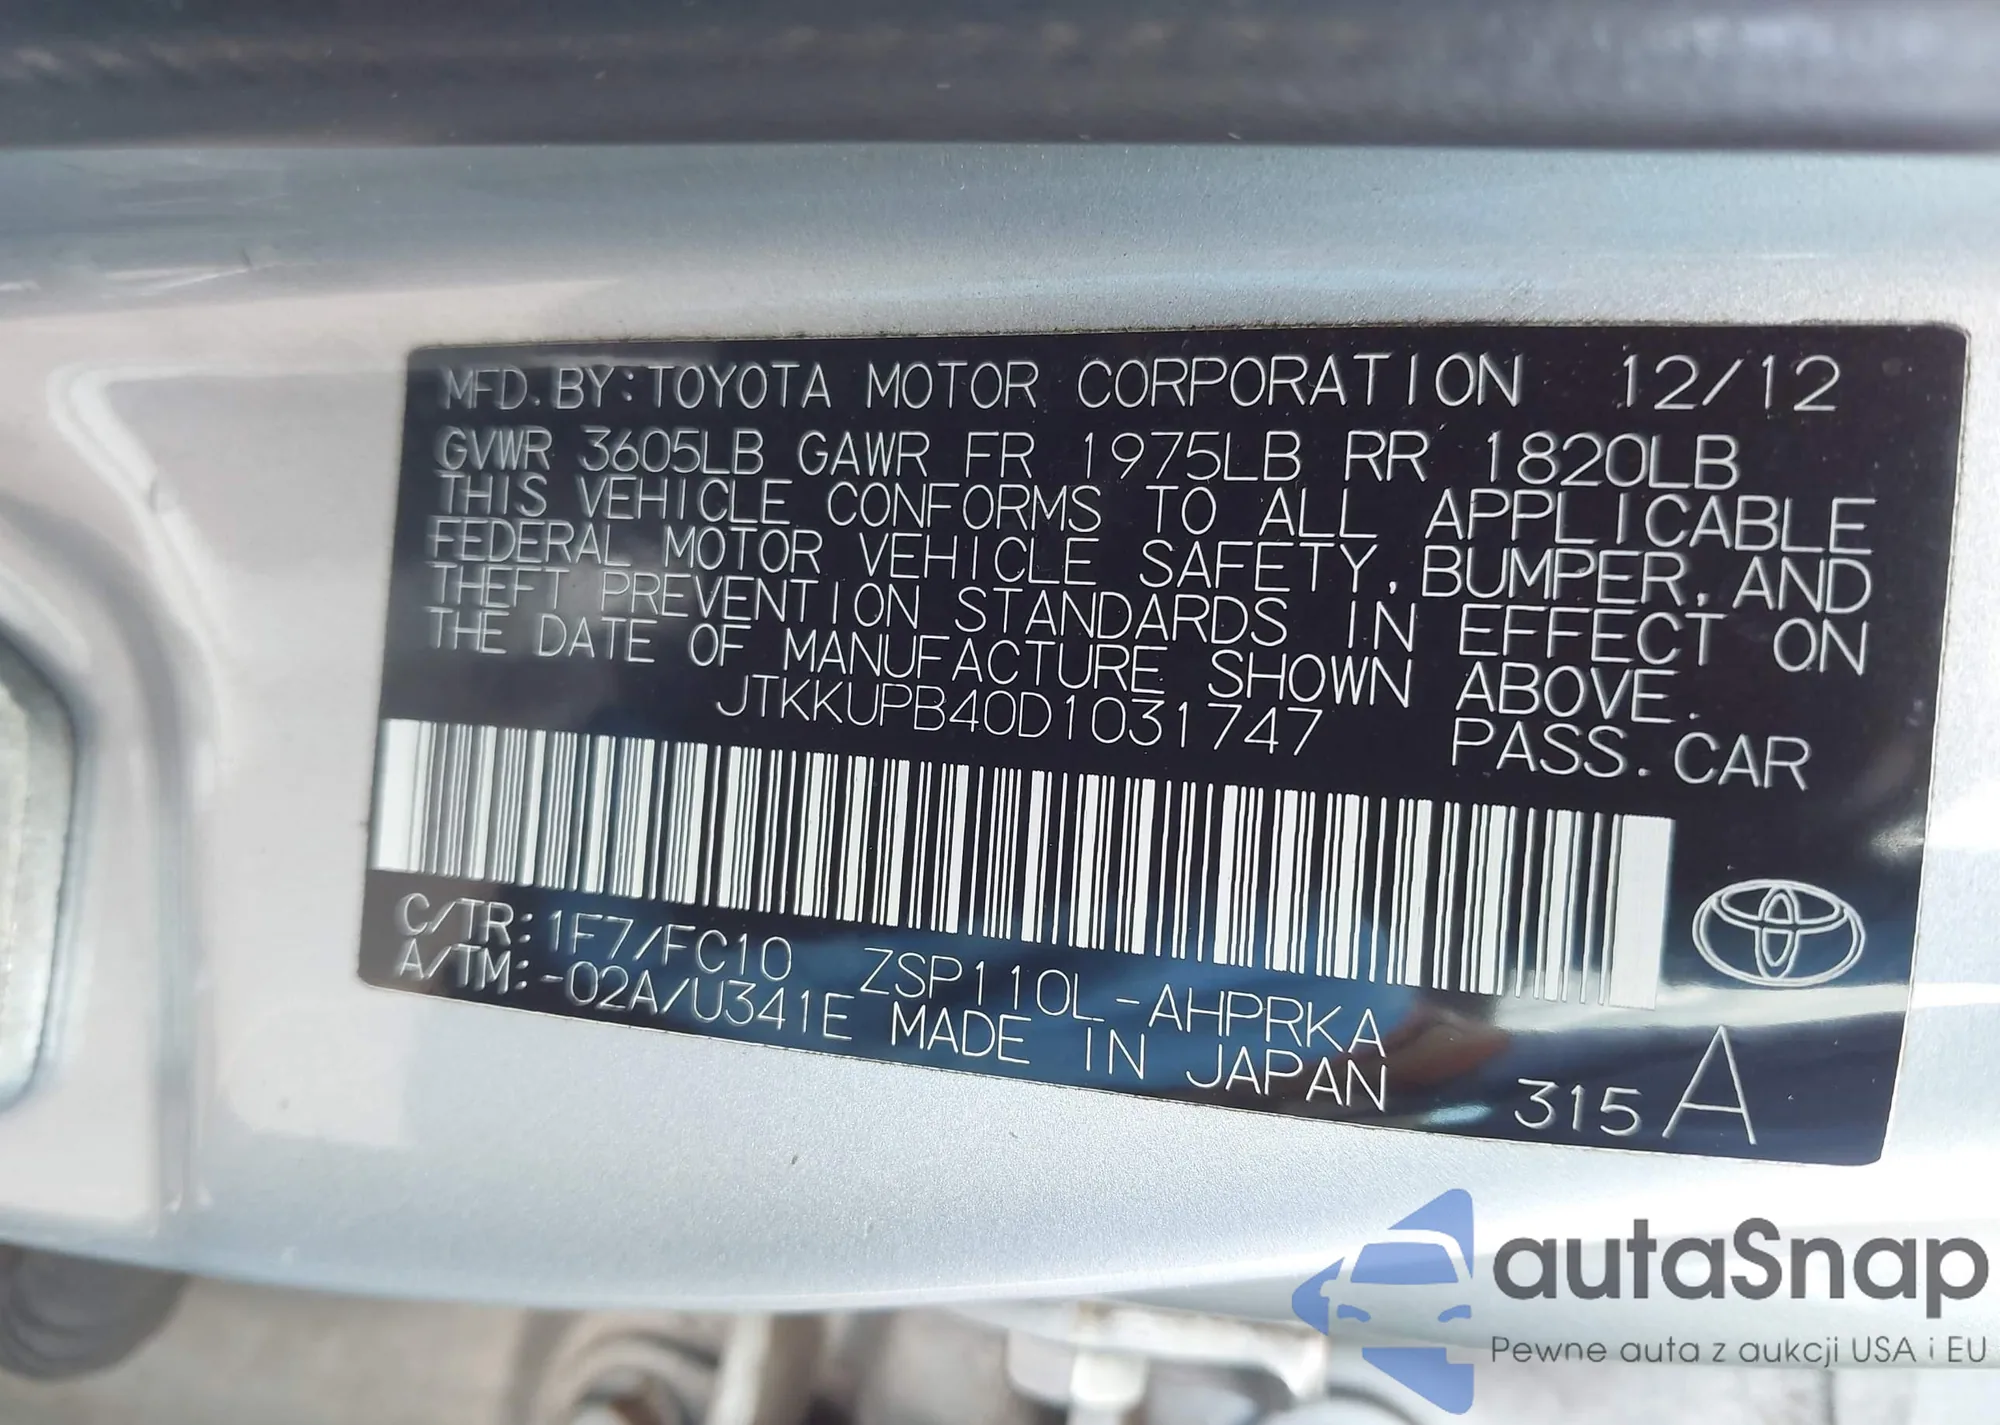 MFD. BY: TOYOTA MOTOR CORPORATION 12/12
GVWR 3605LB GAWR FR 1975LB RR 1820LB
THIS VEHICLE CONFORMS TO ALL APPLICABLE
FEDERAL MOTOR VEHICLE SAFETY, BUMPER, AND
THEFT PREVENTION STANDARDS IN EFFECT ON
THE DATE OF MANUFACTURE SHOWN ABOVE.
JTKKUPB40D1031747 PASS. CAR
C/TR: 1F7/FC10 ZSP110L-AHPRKA
A/TM: -02A/U341E MADE IN JAPAN 315 A
autaSnap
Pewne auta z aukcji USA i EU